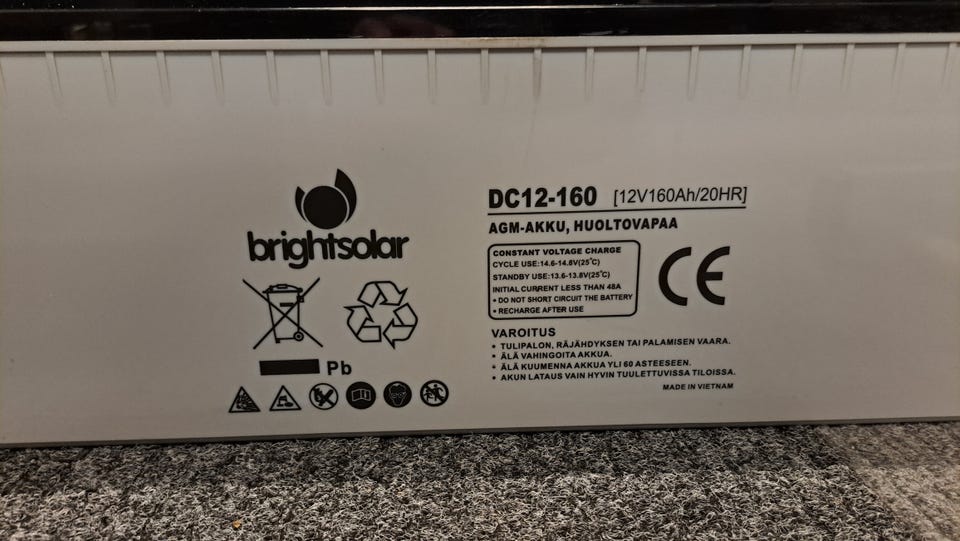 brightsolar
Pb
DC12-160 [12V160Ah/20HR]
AGM-AKKU, HUOLTOVAPAA
CONSTANT VOLTAGE CHARGE
CYCLE USE:14.6-14.8V(25℃)
STANDBY USE:13.6-13.8V(25℃)
INITIAL CURRENT LESS THAN 48A
• DO NOT SHORT CIRCUIT THE BATTERY
• RECHARGE AFTER USE
CE
VAROITUS
• TULIPALON, RÄJÄHDYKSEN TAI PALAMISEN VAARA.
• ÄLÄ VAHINGOITA AKKUA.
• ÄLÄ KUUMENNA AKKUA YLI 60 ASTEESEEN.
• AKUN LATAUS VAIN HYVIN TUULETTUVISSA TILOISSA.
MADE IN VIETNAM